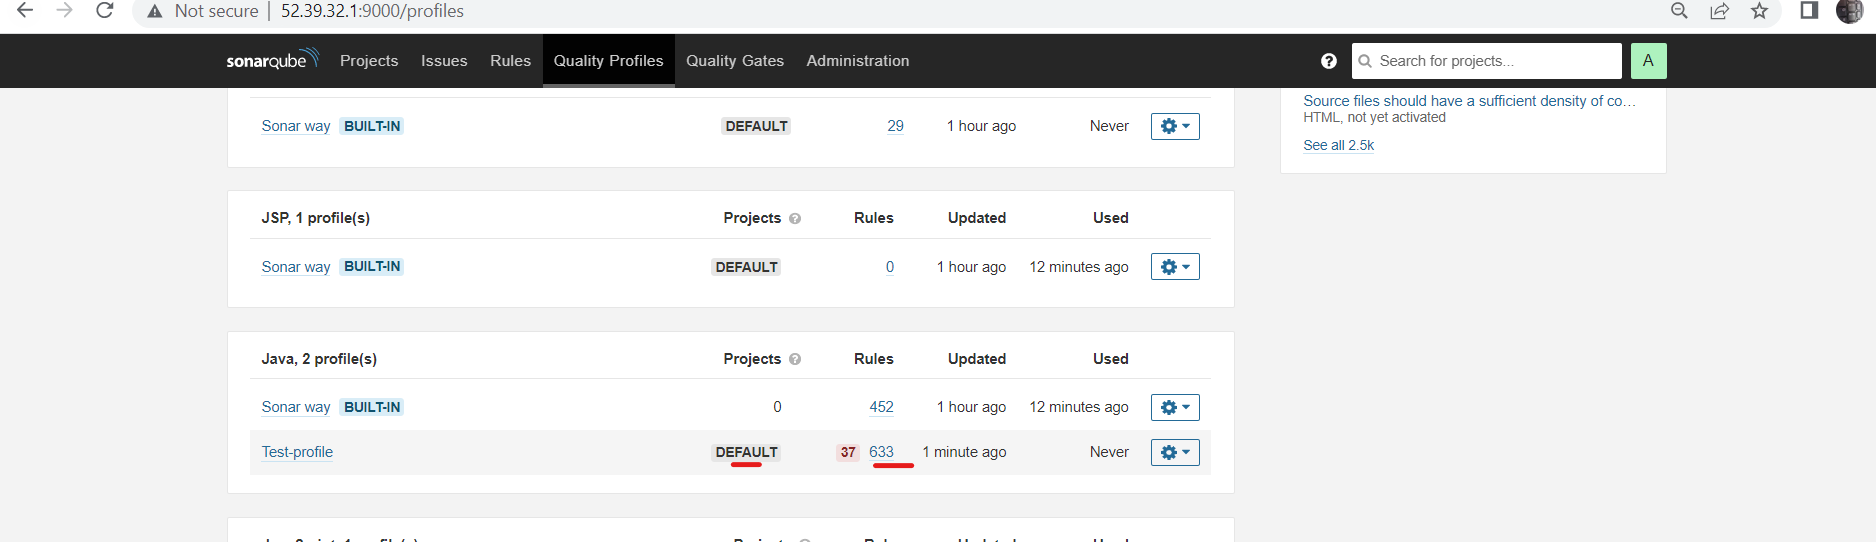 Not secure | 52.39.32.1:9000/profiles
sonarqube Projects Issues Rules Quality Profiles Quality Gates Administration ? Search for projects... A
Source files should have a sufficient density of co...
HTML, not yet activated
See all 2.5k
Sonar way BUILT-IN DEFAULT 29 1 hour ago Never
JSP, 1 profile(s) Projects ? Rules Updated Used
Sonar way BUILT-IN DEFAULT 0 1 hour ago 12 minutes ago
Java, 2 profile(s) Projects ? Rules Updated Used
Sonar way BUILT-IN 0 452 1 hour ago 12 minutes ago
Test-profile DEFAULT 37 633 1 minute ago Never